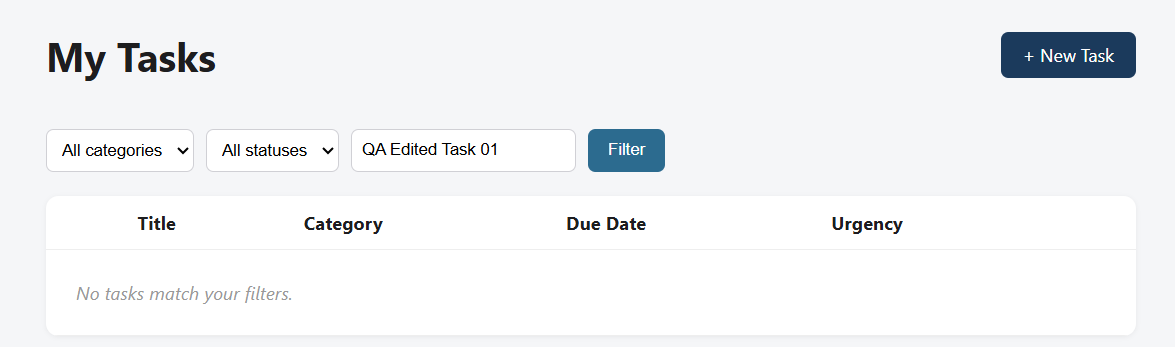 My Tasks
+ New Task
All categories All statuses QA Edited Task 01 Filter
Title Category Due Date Urgency
No tasks match your filters.